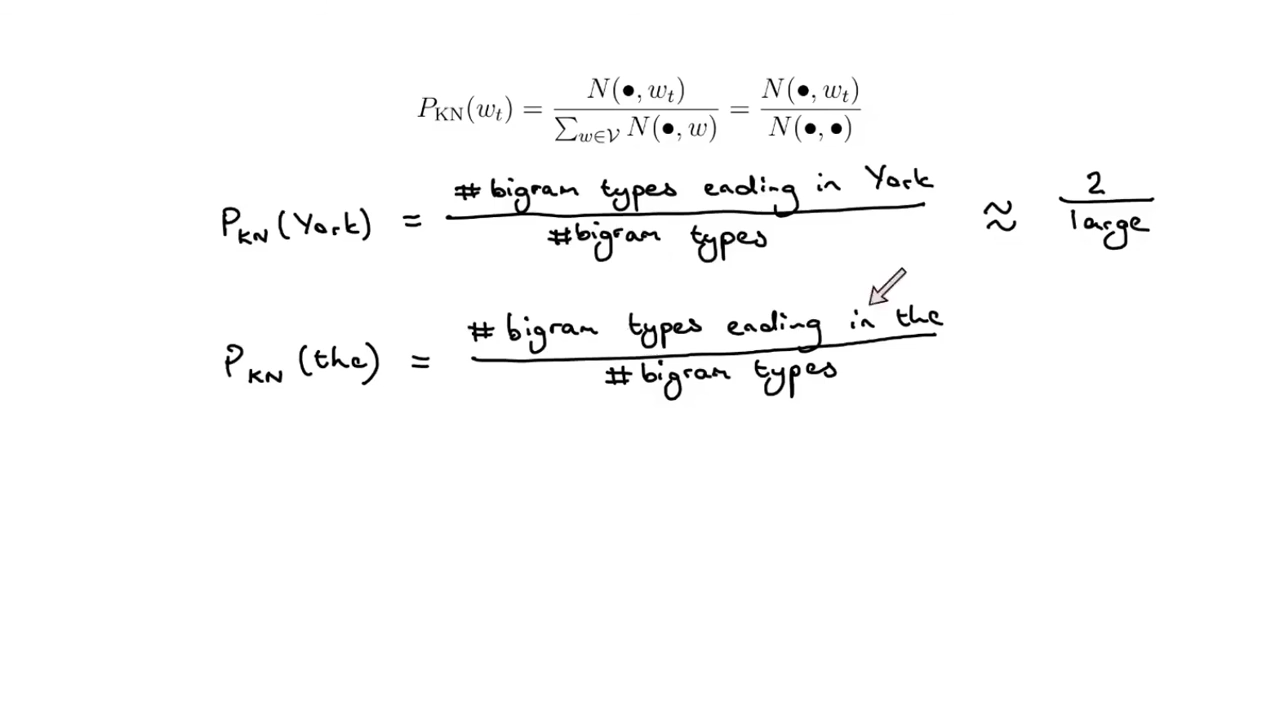 P_KN(w_t) = N(●, w_t) / ∑_{w∈V} N(●, w) = N(●, w_t) / N(●, ●)
P_KN (York) = # bigram types ending in York / # bigram types ≈ 2 / large
P_KN (the) = # bigram types ending in the / # bigram types